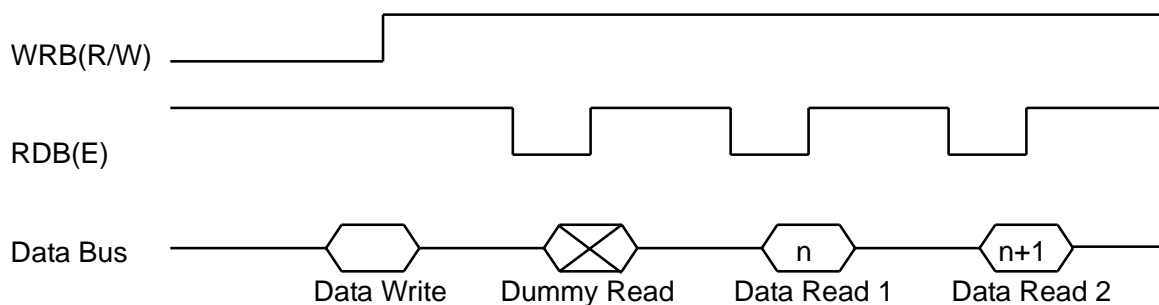 WRB(R/W)
RDB(E)
Data Bus
n
n+1
Data Write
Dummy Read
Data Read 1
Data Read 2